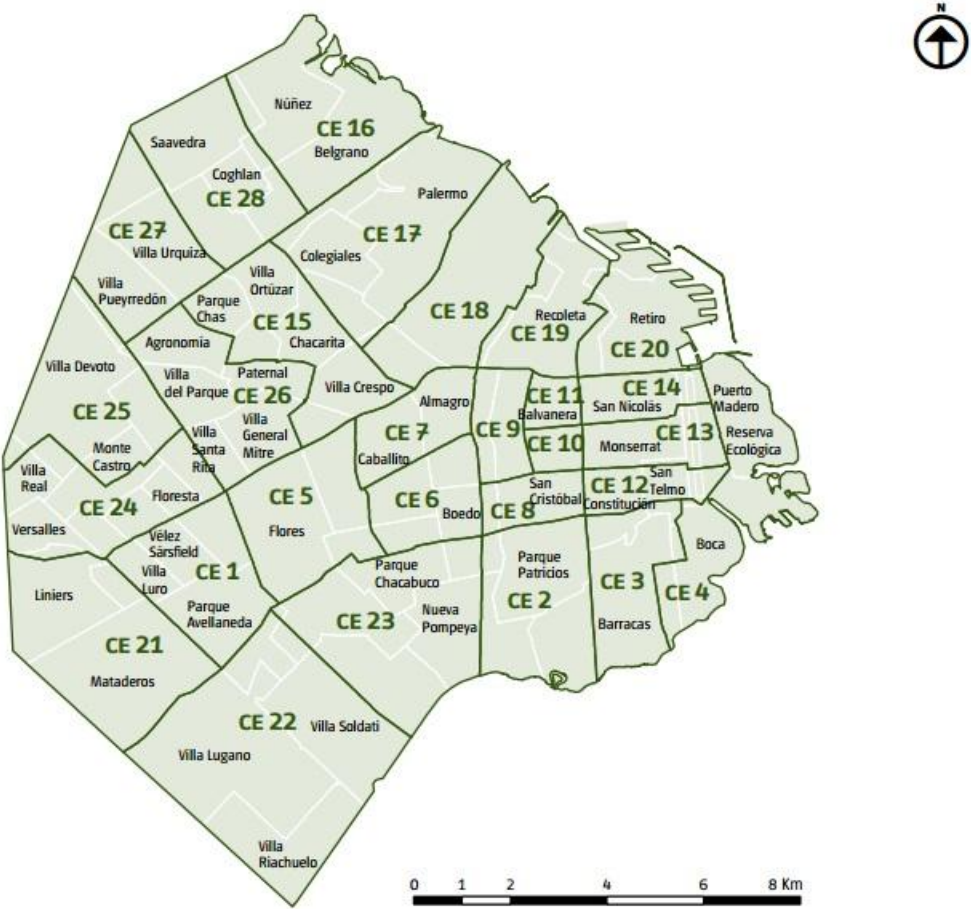 N
Núñez
CE 16
Belgrano
Saavedra
Coghlan
CE 28
Palermo
CE 27
Villa Urquiza
CE 17
Colegiales
Villa
Pueyrredón
Villa
Ortúzar
Parque
Chas
CE 15
Chacarita
CE 18
Recoleta
CE 19
Retiro
CE 20
Agronomía
Villa Devoto
Villa
del Parque
Paternal
CE 26
Villa Crespo
Almagro
CE 11
Balvanera
CE 14
San Nicolás
Puerto
Madero
CE 25
Villa
General
Mitre
CE 7
CE 9
CE 10
Monserrat
CE 13
Reserva
Ecológica
Monte
Castro
Villa
Santa
Rita
Caballito
Villa
Real
CE 24
Floresta
CE 5
CE 6
Boedo
San
Cristóbal
CE 8
CE 12
San
Telmo
Constitución
Versalles
Flores
Vélez
Sársfield
Villa
Luro
CE 1
Parque
Chacabuco
Parque
Patricios
Boca
Liniers
Parque
Avellaneda
CE 23
Nueva
Pompeya
CE 2
CE 3
CE 4
Barracas
CE 21
Mataderos
CE 22
Villa Soldati
Villa Lugano
Villa
Riachuelo
0 1 2 4 6 8 Km